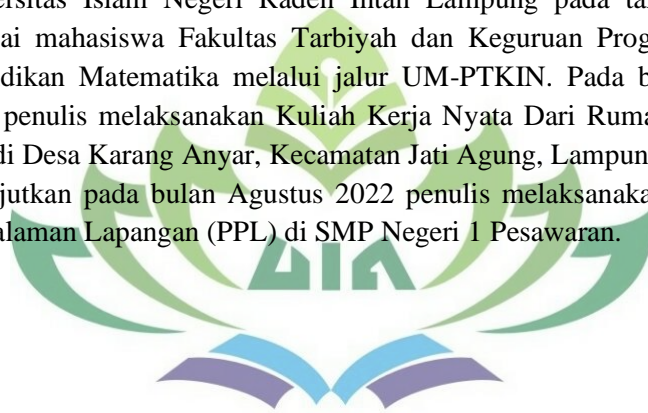 ersitas Islam Negeri Raden Intan Lampung pada ta
ai mahasiswa Fakultas Tarbiyah dan Keguruan Prog
dikan Matematika melalui jalur UM-PTKIN. Pada b
penulis melaksanakan Kuliah Kerja Nyata Dari Ruma
di Desa Karang Anyar, Kecamatan Jati Agung, Lampun
jutkan pada bulan Agustus 2022 penulis melaksanaka
alaman Lapangan (PPL) di SMP Negeri 1 Pesawaran.
UIN